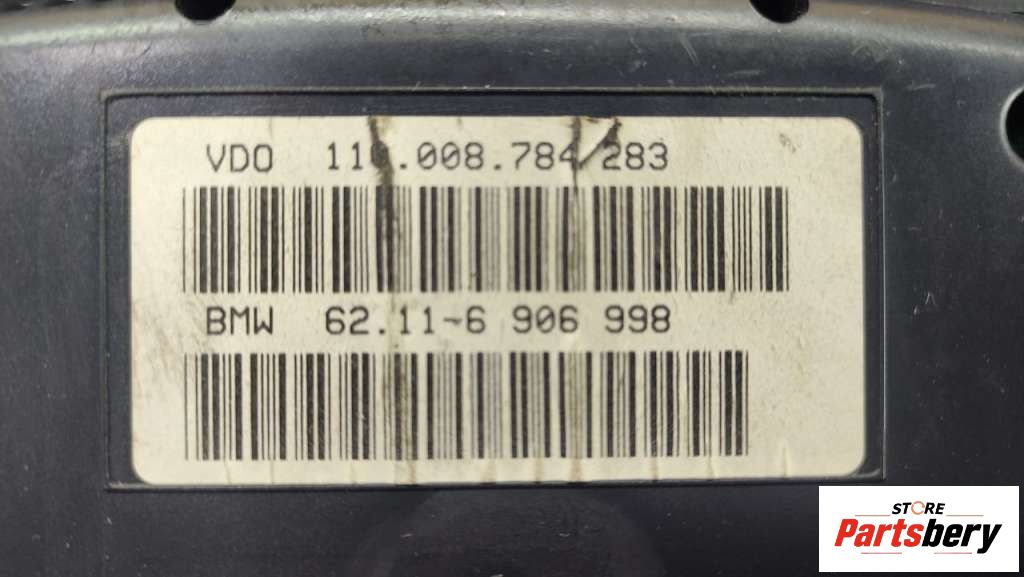 VDO 110.008.784/283
BMW 62.11-6 906 998
STORE
Partsbery